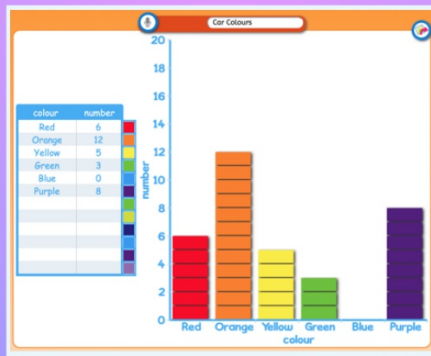 Car Colours
colour number
Red 6
Orange 12
Yellow 5
Green 3
Blue 0
Purple 8
number
20
18
16
14
12
10
8
6
4
2
0
Red Orange Yellow Green Blue Purple
colour